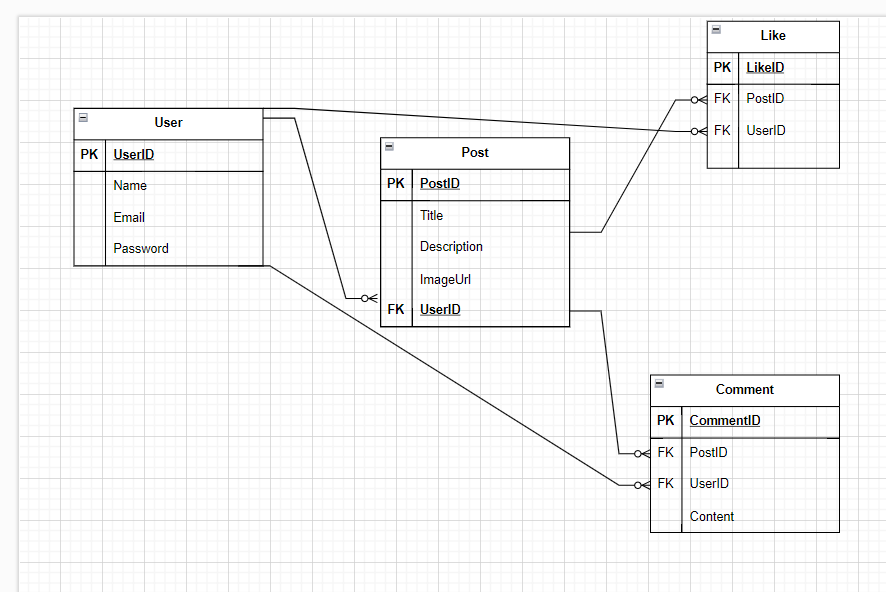 User
PK UserID
Name
Email
Password
Post
PK PostID
Title
Description
ImageUrl
FK UserID
Like
PK LikeID
FK PostID
FK UserID
Comment
PK CommentID
FK PostID
FK UserID
Content